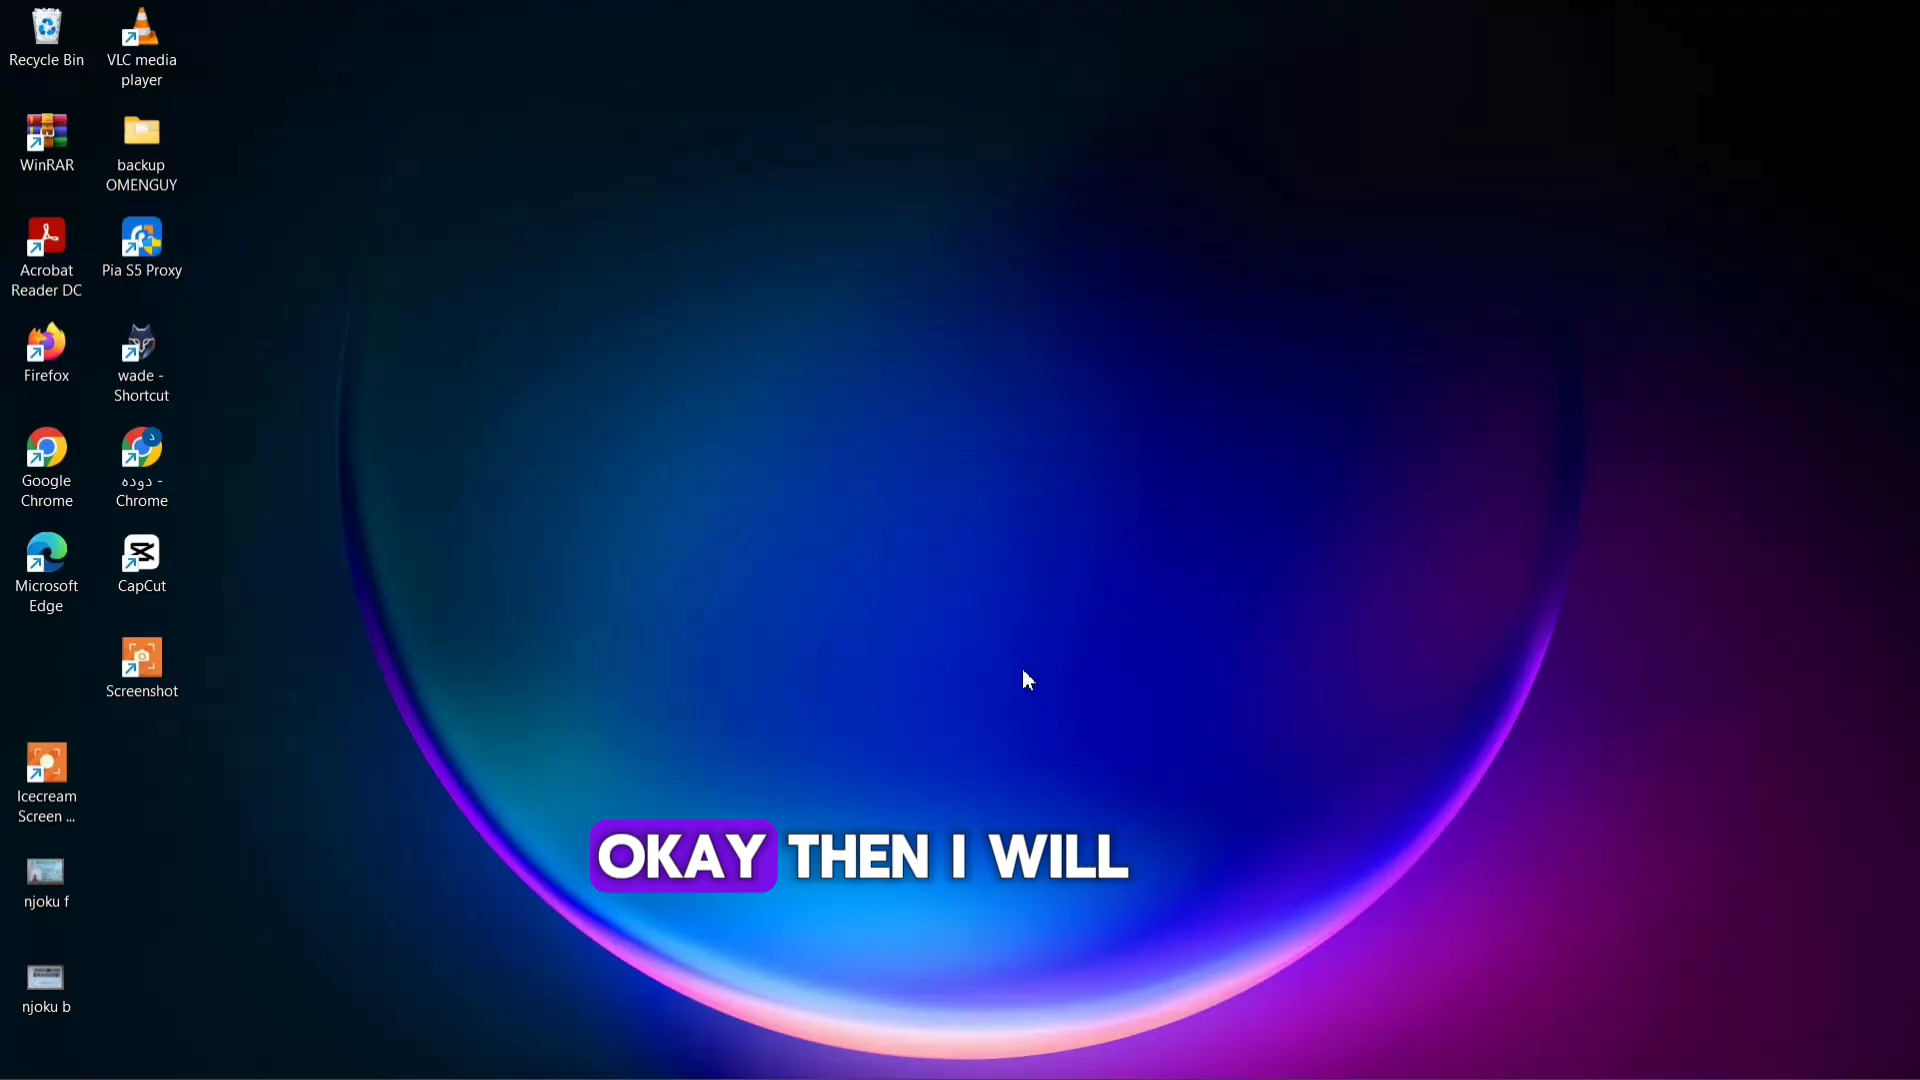 Recycle Bin
VLC media
player
WinRAR
backup
OMENGUY
Acrobat
Reader DC
Pia S5 Proxy
Firefox
wade -
Shortcut
Google
Chrome
دوده -
Chrome
Microsoft
Edge
CapCut
Screenshot
Icecream
Screen ...
njoku f
njoku b
OKAY THEN I WILL